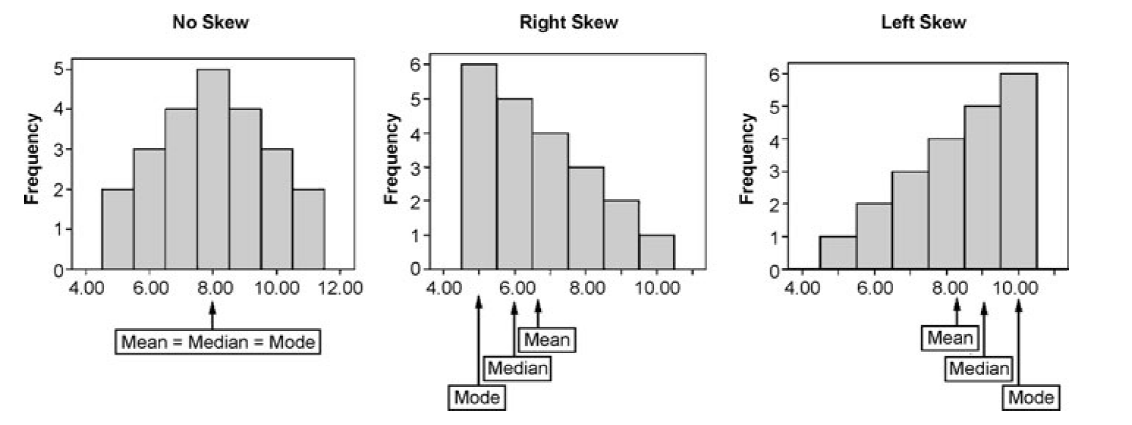 No Skew
Frequency
5
4
3
2
1
0
4.00 6.00 8.00 10.00 12.00
Mean = Median = Mode
Right Skew
Frequency
6
5
4
3
2
1
0
4.00 6.00 8.00 10.00
Mean
Median
Mode
Left Skew
Frequency
6
5
4
3
2
1
0
4.00 6.00 8.00 10.00
Mean
Median
Mode